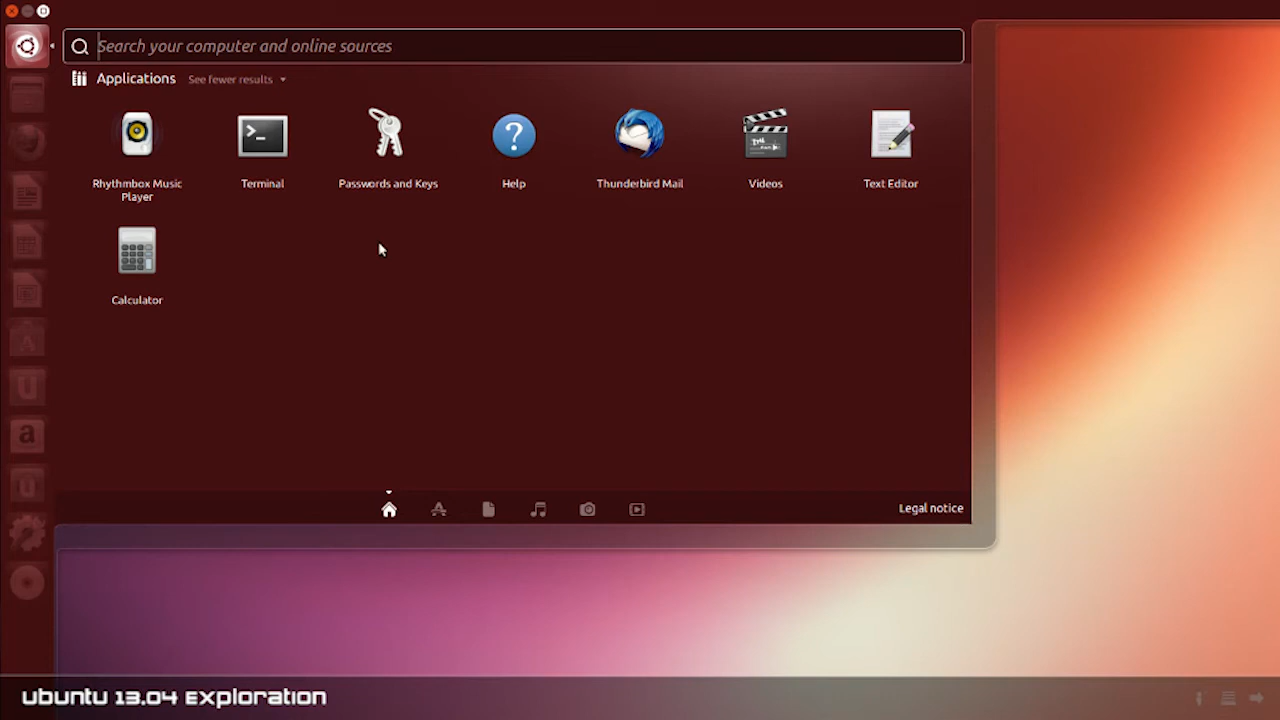 Search your computer and online sources
Applications See fewer results
Rhythmbox Music
Player
Terminal
Passwords and Keys
Help
Thunderbird Mail
Videos
Text Editor
Calculator
Legal notice
ubuntu 13.04 Exploration